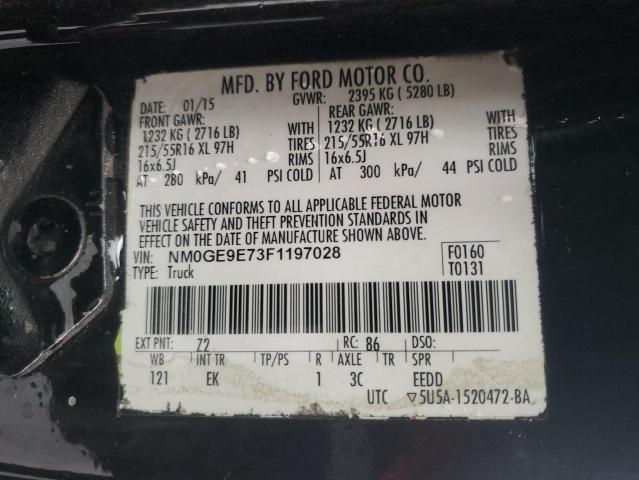 MFD. BY FORD MOTOR CO.
DATE: 01/15 GVWR: 2395 KG ( 5280 LB)
FRONT GAWR: REAR GAWR:
1232 KG (2716 LB) WITH 1232 KG (2716 LB) WITH
215/55R16 XL 97H TIRES 215/55R16 XL 97H TIRES
16x6.5J RIMS 16x6.5J RIMS
AT 280 kPa/ 41 PSI COLD AT 300 kPa/ 44 PSI COLD
THIS VEHICLE CONFORMS TO ALL APPLICABLE FEDERAL MOTOR
VEHICLE SAFETY AND THEFT PREVENTION STANDARDS IN
EFFECT ON THE DATE OF MANUFACTURE SHOWN ABOVE.
VIN: NM0GE9E73F1197028 F0160
TYPE: Truck T0131
EXT PNT: 72 RC: 86 DSO:
WB INT TR TP/PS R AXLE TR SPR
121 EK 1 3C EEDD
UTC ▽5U5A-1520472-BA